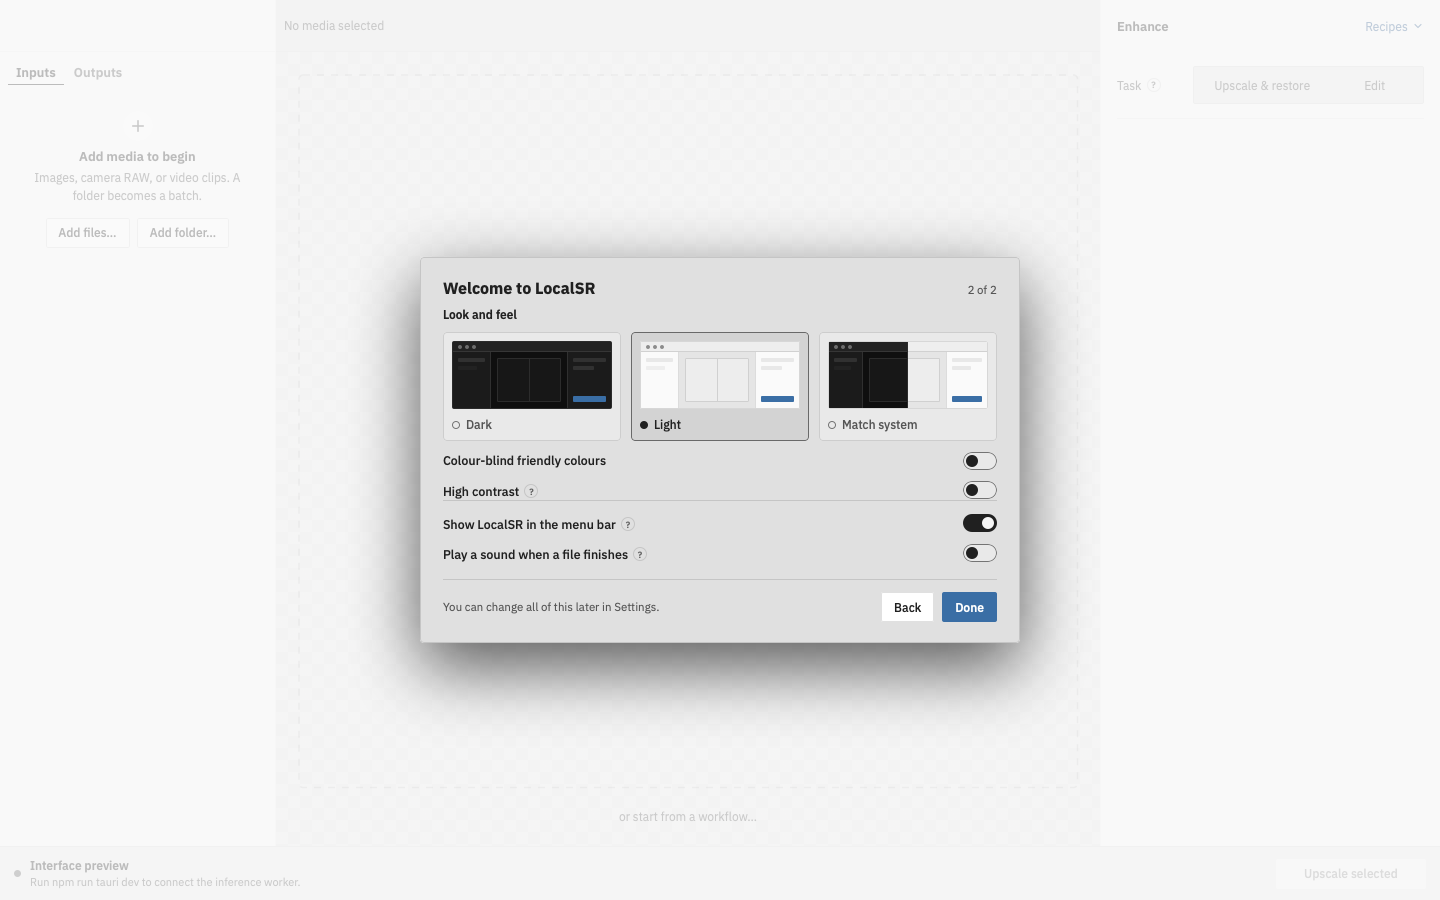 No media selected
Enhance
Recipes
Inputs
Outputs
Task ?
Upscale & restore
Edit
Add media to begin
Images, camera RAW, or video clips. A
folder becomes a batch.
Add files...
Add folder...
Welcome to LocalSR
2 of 2
Look and feel
Dark
Light
Match system
Colour-blind friendly colours
High contrast ?
Show LocalSR in the menu bar ?
Play a sound when a file finishes ?
You can change all of this later in Settings.
Back
Done
or start from a workflow...
Interface preview
Run npm run tauri dev to connect the inference worker.
Upscale selected